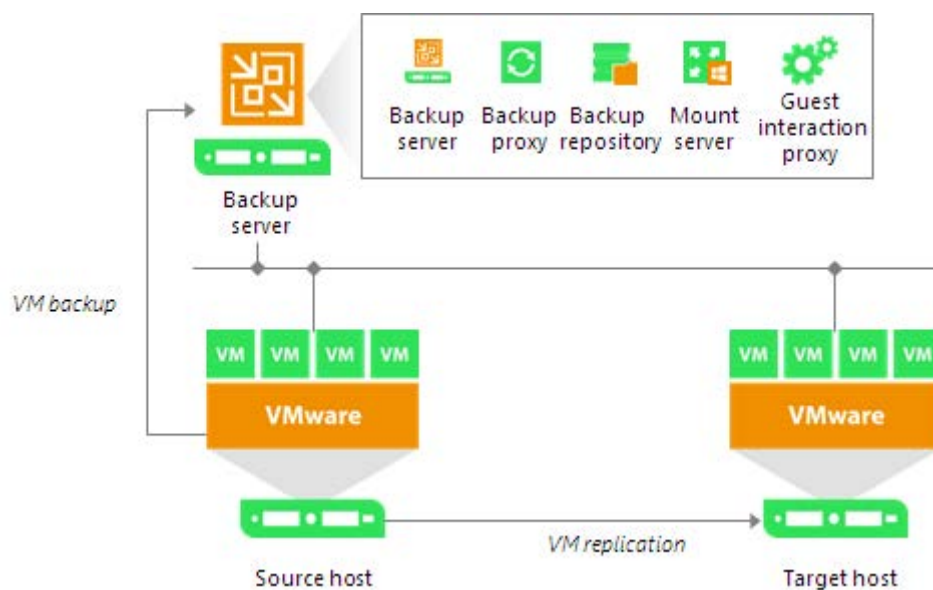 Backup
server
Backup
proxy
Backup
repository
Mount
server
Guest
interaction
proxy
Backup
server
VM backup
VM VM VM VM
VMware
VM VM VM VM
VMware
VM replication
Source host
Target host